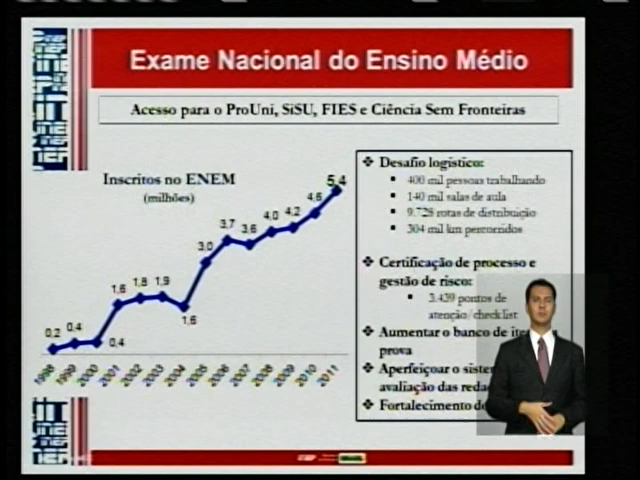 Exame Nacional do Ensino Médio
Acesso para o ProUni, SiSU, FIES e Ciência Sem Fronteiras
Inscritos no ENEM
(milhões)
0,2
0,4
0,4
1,6
1,8
1,9
1,6
3,0
3,7
3,6
4,0
4,2
4,6
5,4
1998
1999
2000
2001
2002
2003
2004
2005
2006
2007
2008
2009
2010
2011
❖ Desafio logístico:
▪ 400 mil pessoas trabalhando
▪ 140 mil salas de aula
▪ 9.728 rotas de distribuição
▪ 304 mil km percorridos
❖ Certificação de processo e
gestão de risco:
▪ 3.439 pontos de
atenção/checklist
❖ Aumentar o banco de
prova
❖ Aperfeiçoar o
avaliação das
❖ Fortalecimento